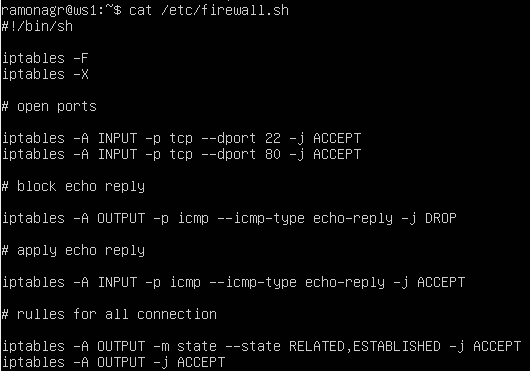 ramonagr@ws1:~$ cat /etc/firewall.sh
#!/bin/sh
iptables -F
iptables -X
# open ports
iptables -A INPUT -p tcp --dport 22 -j ACCEPT
iptables -A INPUT -p tcp --dport 80 -j ACCEPT
# block echo reply
iptables -A OUTPUT -p icmp --icmp-type echo-reply -j DROP
# apply echo reply
iptables -A INPUT -p icmp --icmp-type echo-reply -j ACCEPT
# rulles for all connection
iptables -A OUTPUT -m state --state RELATED,ESTABLISHED -j ACCEPT
iptables -A OUTPUT -j ACCEPT